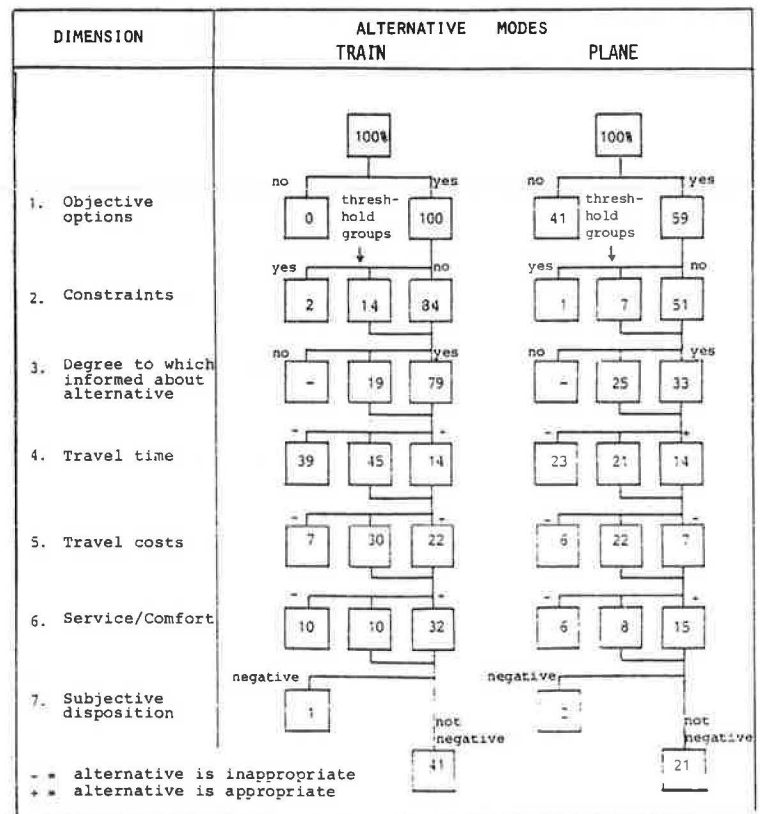 DIMENSION
ALTERNATIVE MODES
TRAIN PLANE
100% 100%
no yes no yes
1. Objective options
thresh-hold groups
0 100
thresh-hold groups
41 59
yes no yes no
2. Constraints
2 14 84 1 7 51
no yes no yes
3. Degree to which informed about alternative
- 19 79 - 25 33
- - - +
4. Travel time
39 45 14 23 21 14
- - - -
5. Travel costs
7 30 22 6 22 7
- - - +
6. Service/Comfort
10 10 32 6 8 15
negative negative
7. Subjective disposition
1
not negative not negative
41 21
- = alternative is inappropriate
+ = alternative is appropriate